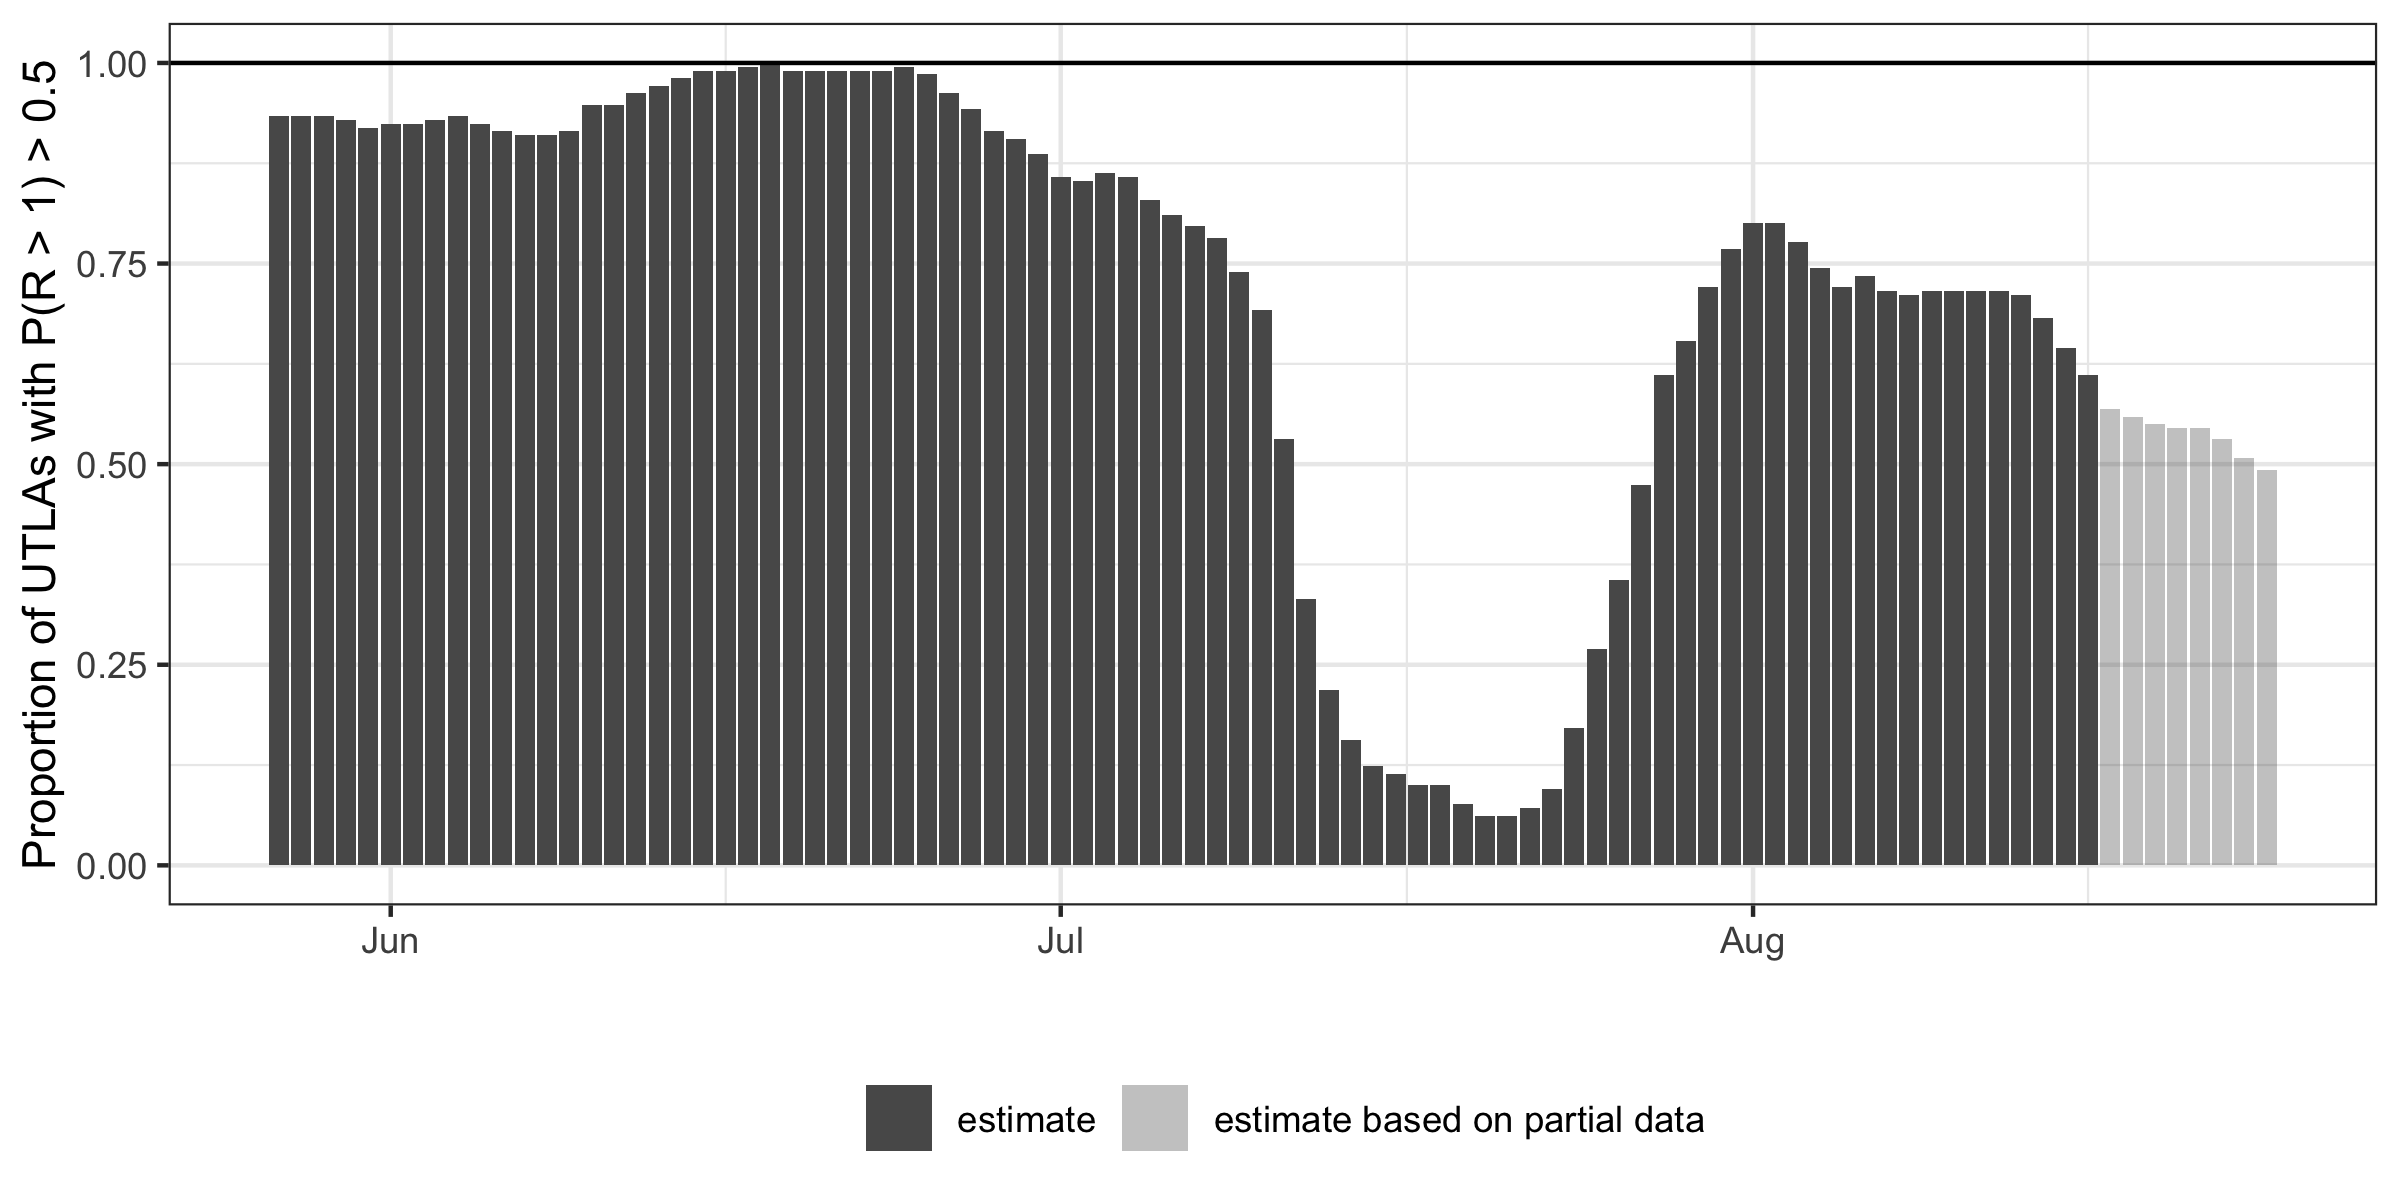 Proportion of UTLAs with P(R > 1) > 0.5
1.00
0.75
0.50
0.25
0.00
Jun Jul Aug
estimate estimate based on partial data